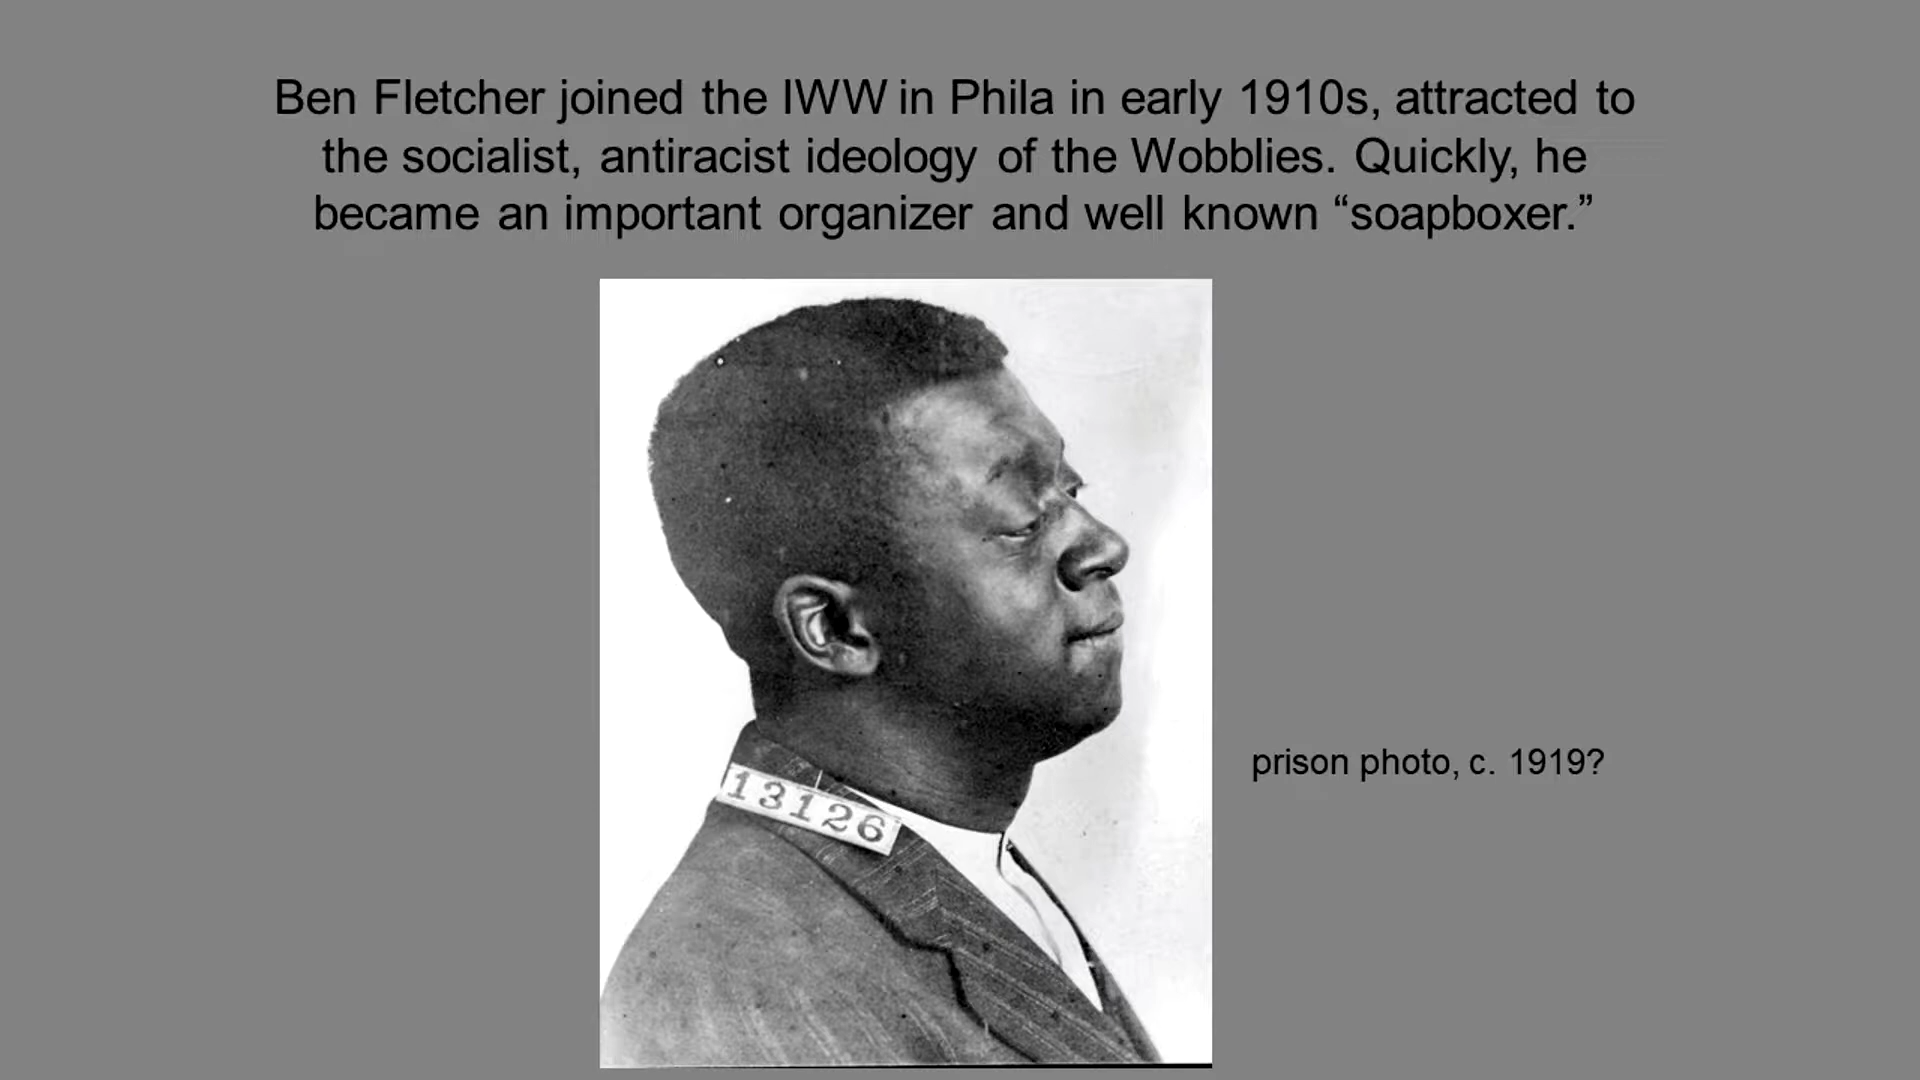 Ben Fletcher joined the IWW in Phila in early 1910s, attracted to
the socialist, antiracist ideology of the Wobblies. Quickly, he
became an important organizer and well known “soapboxer.”
13126
prison photo, c. 1919?